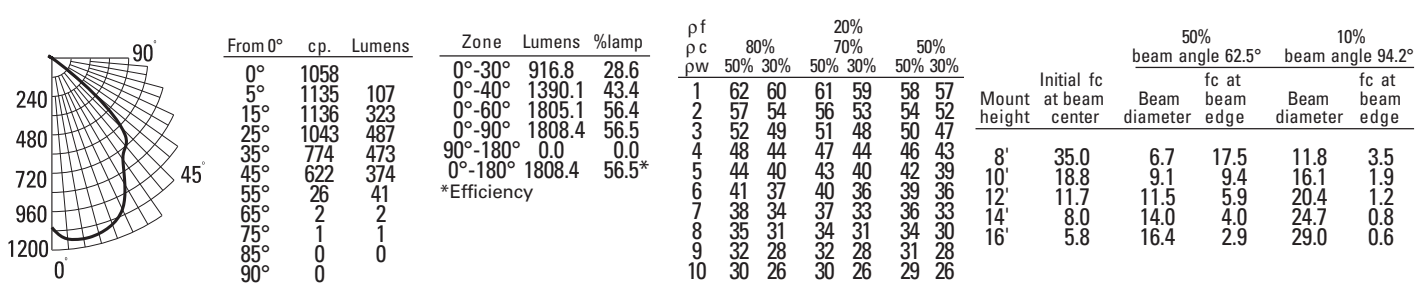 90°
240
480
720
960
1200
45°
0°
From 0° cp. Lumens
0° 1058
5° 1135 107
15° 1136 323
25° 1043 487
35° 774 473
45° 622 374
55° 26 41
65° 2 2
75° 1 1
85° 0 0
90° 0
Zone Lumens %lamp
0°-30° 916.8 28.6
0°-40° 1390.1 43.4
0°-60° 1805.1 56.4
0°-90° 1808.4 56.5
90°-180° 0.0 0.0
0°-180° 1808.4 56.5*
*Efficiency
ρf 20%
ρc 80% 70% 50%
ρw 50% 30% 50% 30% 50% 30%
1 62 60 61 59 58 57
2 57 54 56 53 54 52
3 52 49 51 48 50 47
4 48 44 47 44 46 43
5 44 40 43 40 42 39
6 41 37 40 36 39 36
7 38 34 37 33 36 33
8 35 31 34 31 34 30
9 32 28 32 28 31 28
10 30 26 30 26 29 26
50% 10%
beam angle 62.5° beam angle 94.2°
Initial fc fc at fc at
Mount at beam Beam beam Beam beam
height center diameter edge diameter edge
8' 35.0 6.7 17.5 11.8 3.5
10' 18.8 9.1 9.4 16.1 1.9
12' 11.7 11.5 5.9 20.4 1.2
14' 8.0 14.0 4.0 24.7 0.8
16' 5.8 16.4 2.9 29.0 0.6